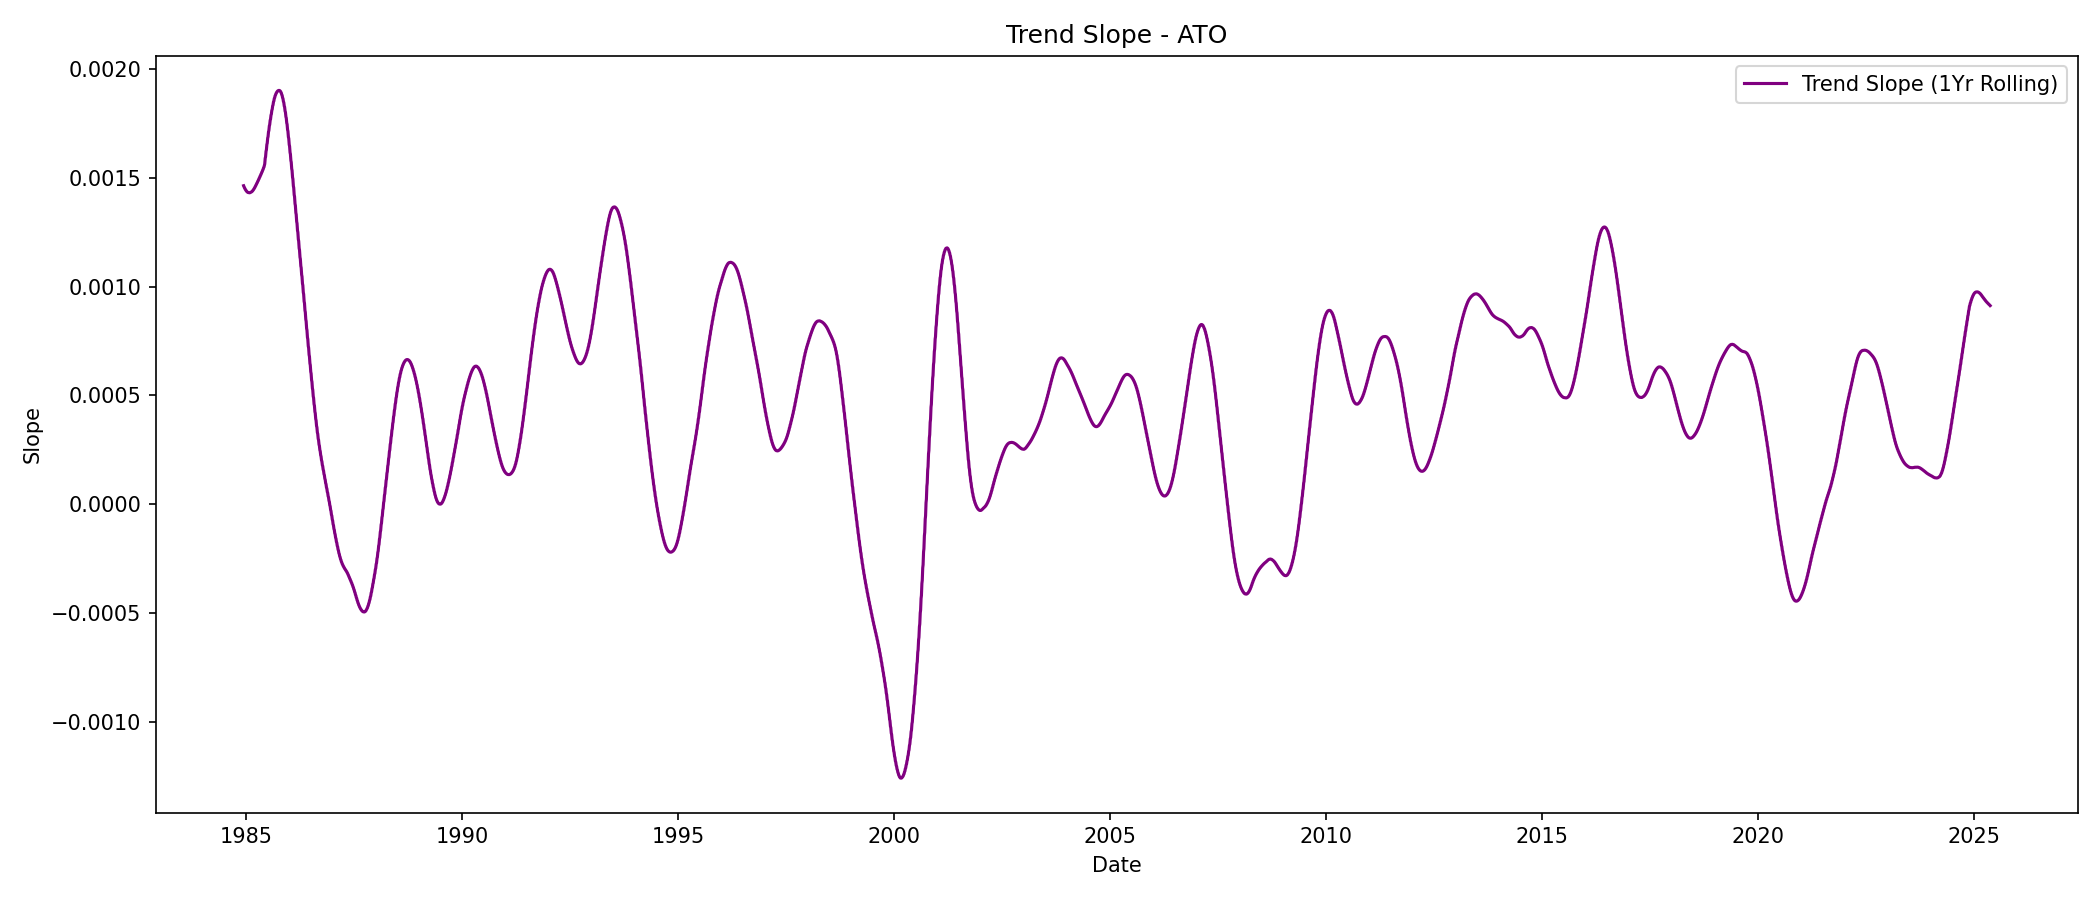 Trend Slope - ATO
Trend Slope (1Yr Rolling)
Slope
0.0020
0.0015
0.0010
0.0005
0.0000
−0.0005
−0.0010
1985 1990 1995 2000 2005 2010 2015 2020 2025
Date